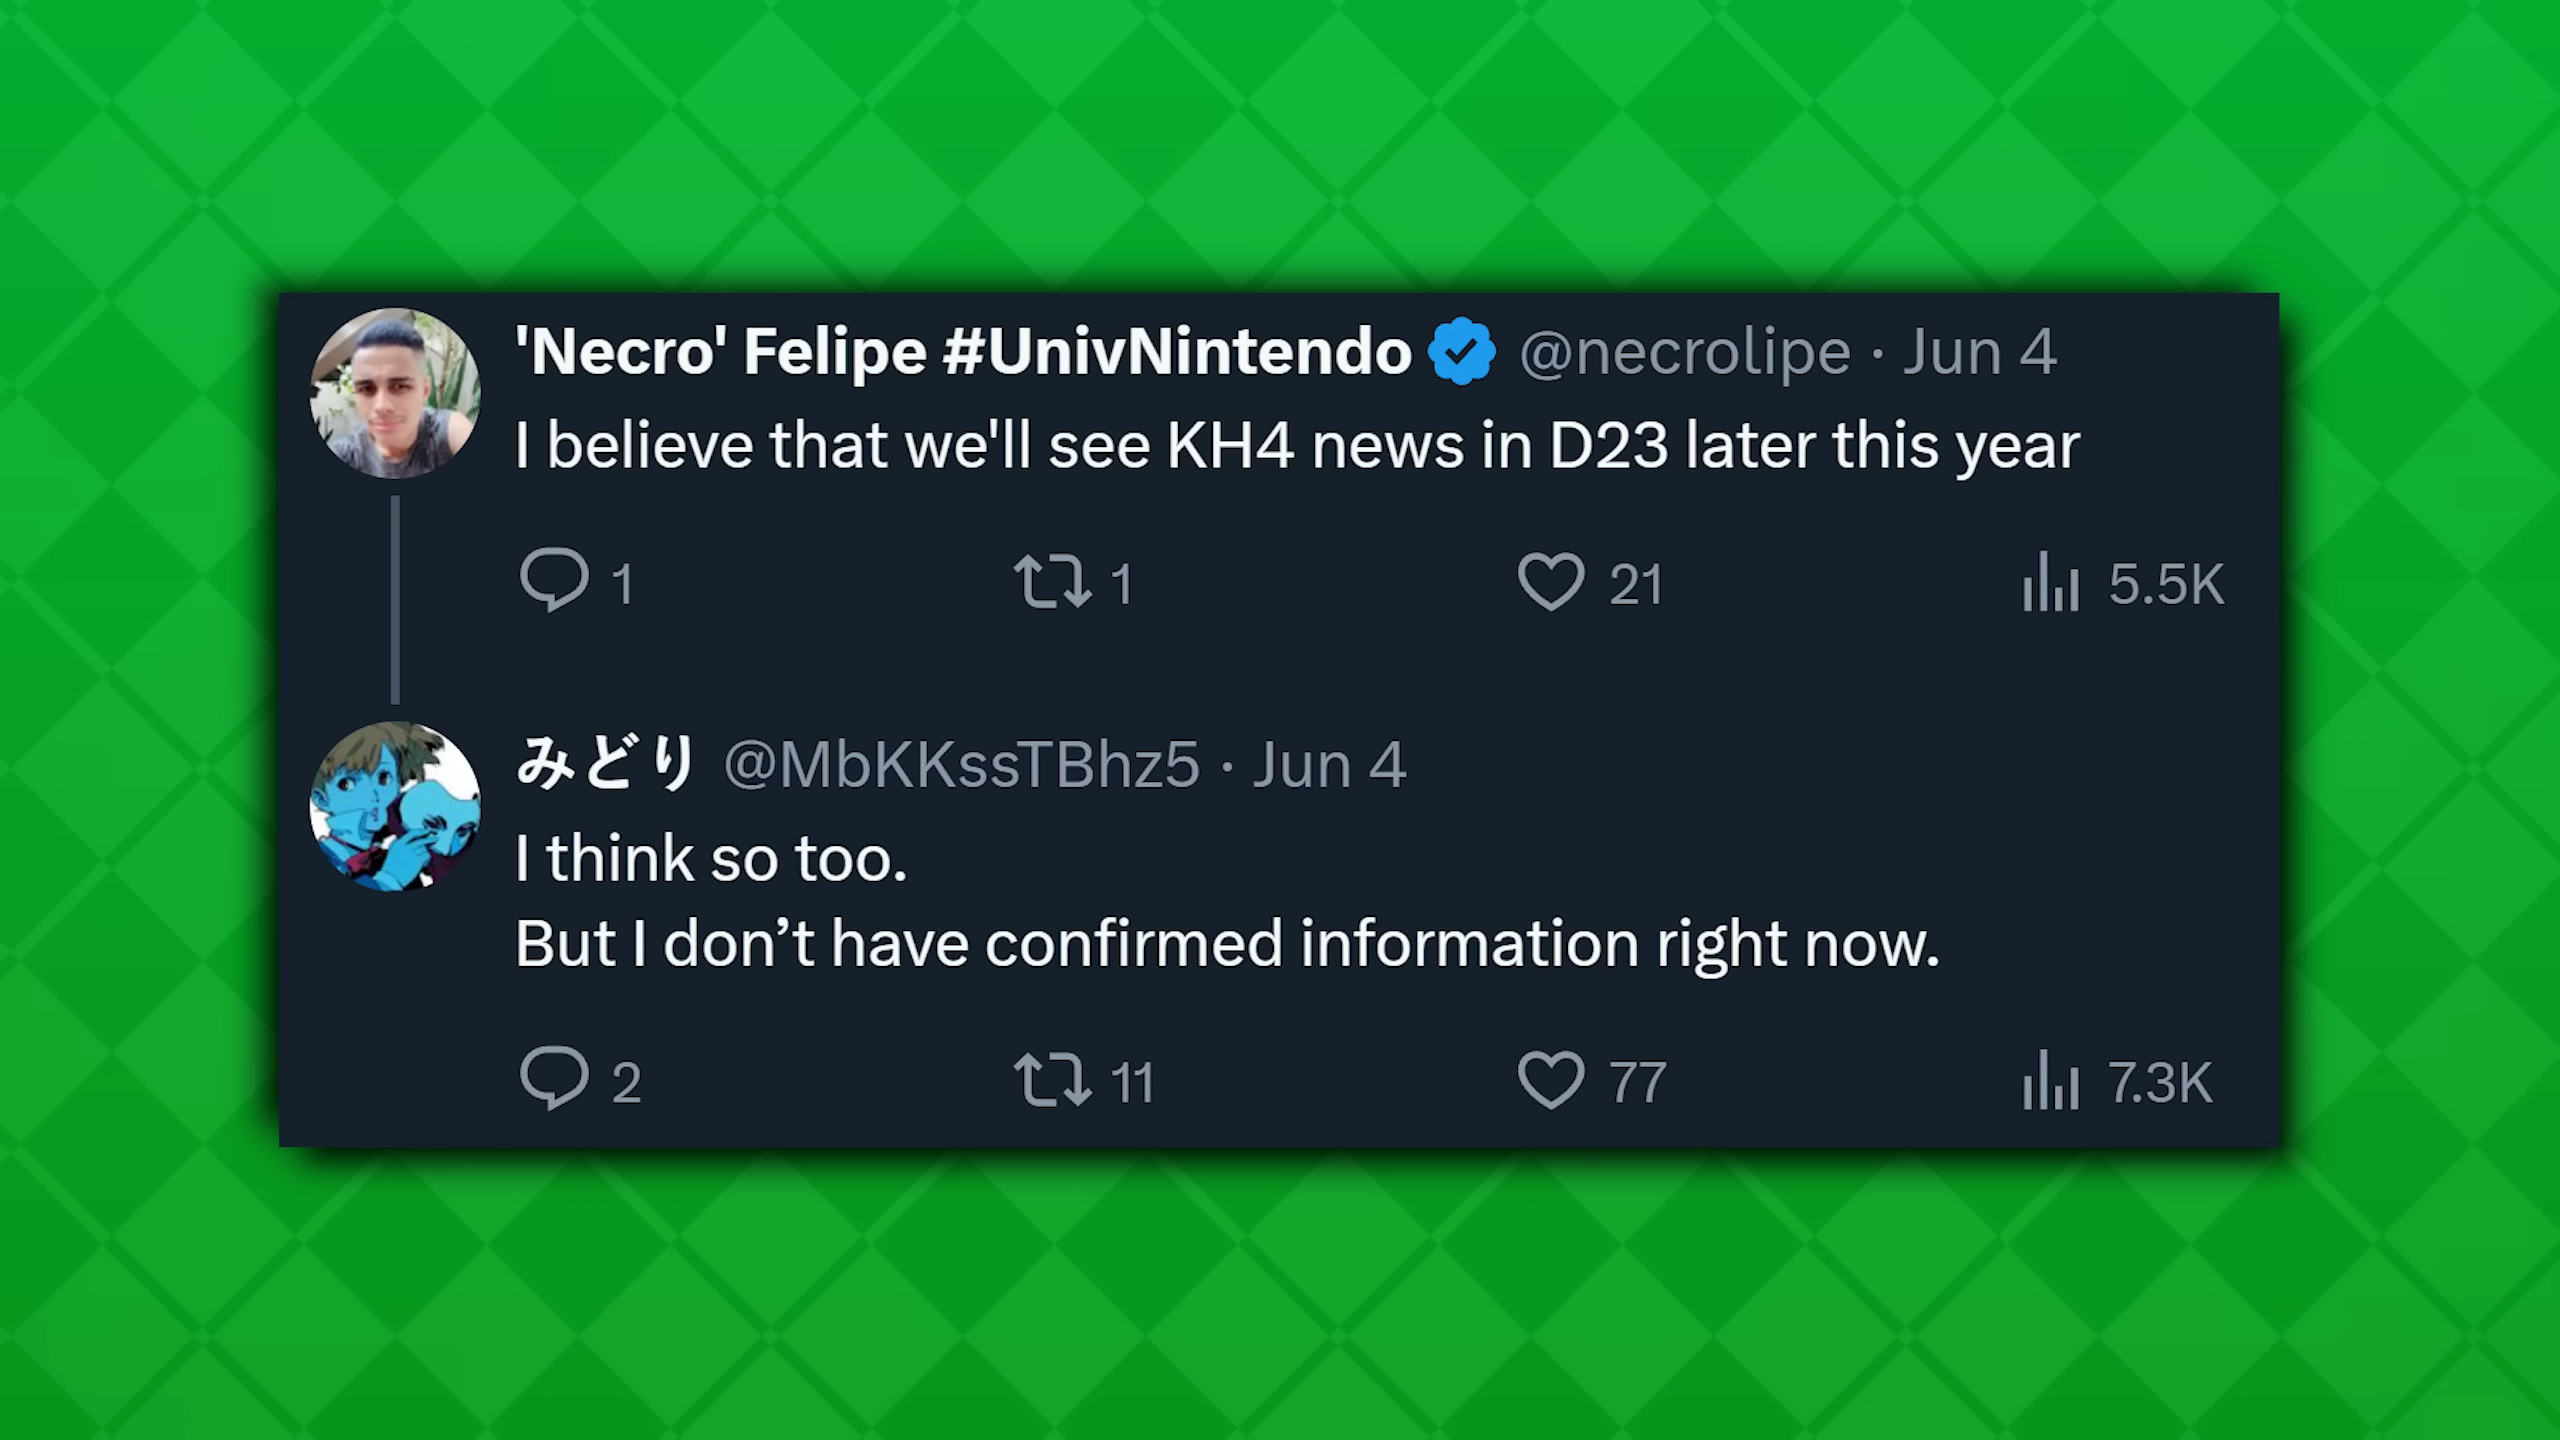 'Necro' Felipe #UnivNintendo @necrolipe · Jun 4
I believe that we'll see KH4 news in D23 later this year
1 1 21 5.5K
みどり @MbKKssTBhz5 · Jun 4
I think so too.
But I don’t have confirmed information right now.
2 11 77 7.3K